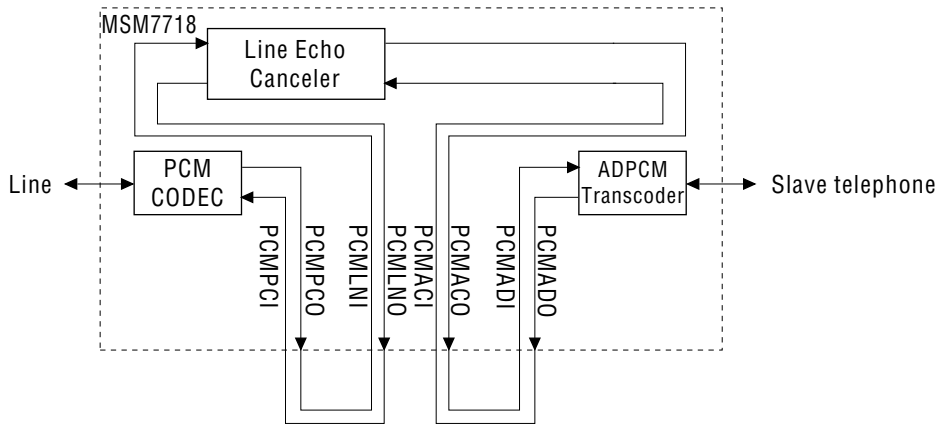 MSM7718
Line Echo
Canceler
PCM
CODEC
ADPCM
Transcoder
Line
Slave telephone
PCMPCI
PCMPCO
PCMLNI
PCMLNO
PCMACI
PCMACO
PCMADI
PCMADO